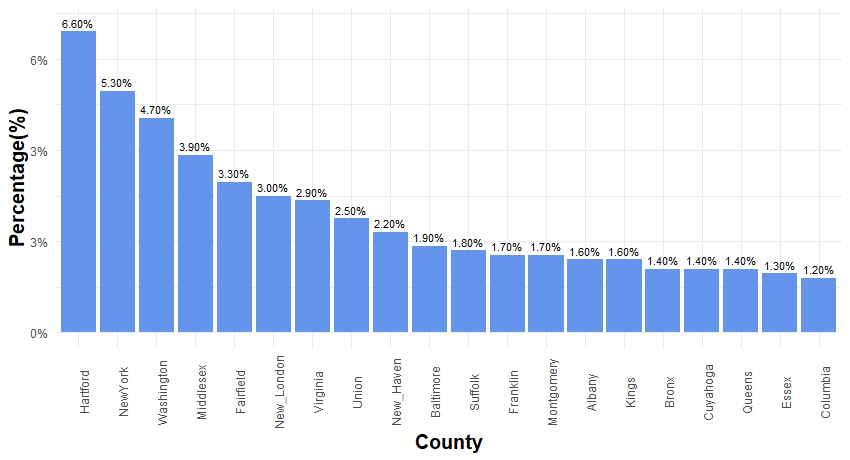 6.60%
5.30%
4.70%
3.90%
3.30%
3.00%
2.90%
2.50%
2.20%
1.90%
1.80%
1.70%
1.70%
1.60%
1.60%
1.40%
1.40%
1.40%
1.30%
1.20%
Percentage(%)
6%
3%
3%
0%
Hartford
NewYork
Washington
Middlesex
Fairfield
New_London
Virginia
Union
New_Haven
Baltimore
Suffolk
Franklin
Montgomery
Albany
Kings
Bronx
Cuyahoga
Queens
Essex
Columbia
County